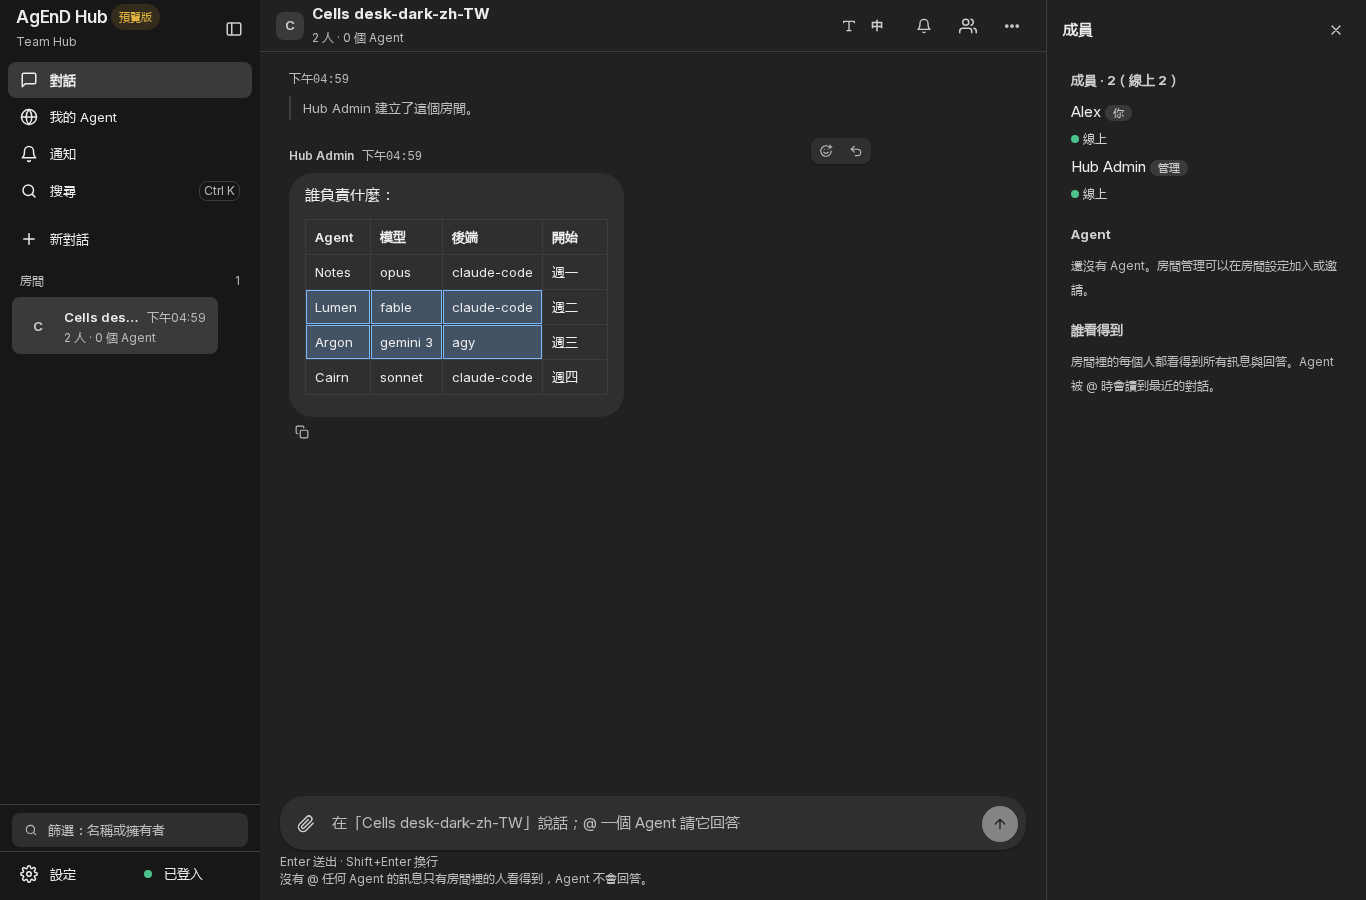 AgEnD Hub 預覽版
Team Hub
對話
我的 Agent
通知
搜尋 Ctrl K
新對話
房間 1
C Cells des… 下午04:59
2 人 · 0 個 Agent
篩選：名稱或擁有者
設定 已登入
C Cells desk-dark-zh-TW
2 人 · 0 個 Agent
中
下午04:59
Hub Admin 建立了這個房間。
Hub Admin 下午04:59
誰負責什麼：
Agent 模型 後端 開始
Notes opus claude-code 週一
Lumen fable claude-code 週二
Argon gemini 3 agy 週三
Cairn sonnet claude-code 週四
在「Cells desk-dark-zh-TW」說話；@ 一個 Agent 請它回答
Enter 送出 · Shift+Enter 換行
沒有 @ 任何 Agent 的訊息只有房間裡的人看得到，Agent 不會回答。
成員
成員 · 2（線上 2）
Alex 你
線上
Hub Admin 管理
線上
Agent
還沒有 Agent。房間管理可以在房間設定加入或邀
請。
誰看得到
房間裡的每個人都看得到所有訊息與回答。Agent
被 @ 時會讀到最近的對話。